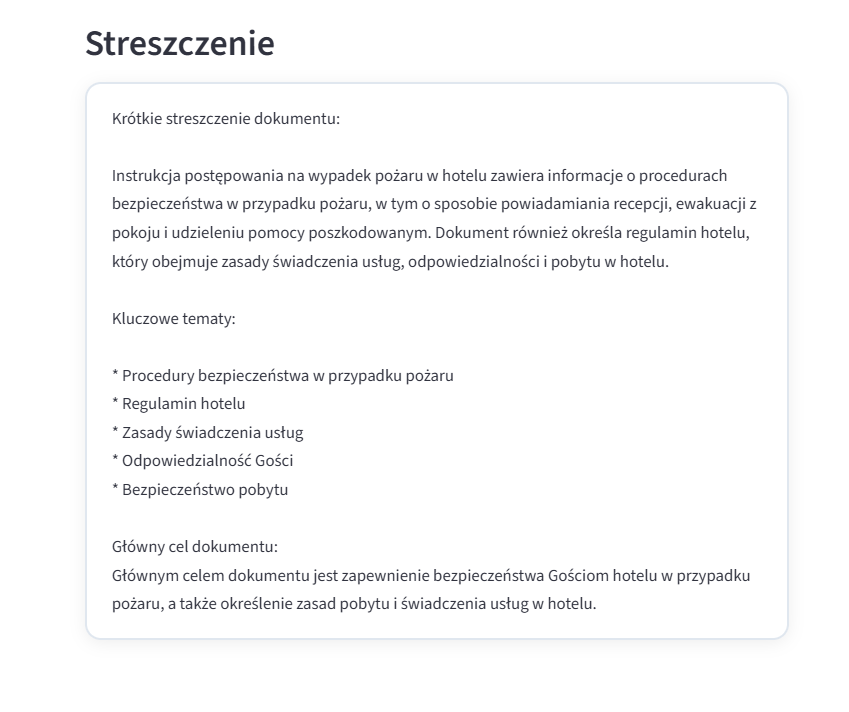 Streszczenie
Krótkie streszczenie dokumentu:
Instrukcja postępowania na wypadek pożaru w hotelu zawiera informacje o procedurach
bezpieczeństwa w przypadku pożaru, w tym o sposobie powiadamiania recepcji, ewakuacji z
pokoju i udzieleniu pomocy poszkodowanym. Dokument również określa regulamin hotelu,
który obejmuje zasady świadczenia usług, odpowiedzialności i pobytu w hotelu.
Kluczowe tematy:
* Procedury bezpieczeństwa w przypadku pożaru
* Regulamin hotelu
* Zasady świadczenia usług
* Odpowiedzialność Gości
* Bezpieczeństwo pobytu
Główny cel dokumentu:
Głównym celem dokumentu jest zapewnienie bezpieczeństwa Gościom hotelu w przypadku
pożaru, a także określenie zasad pobytu i świadczenia usług w hotelu.